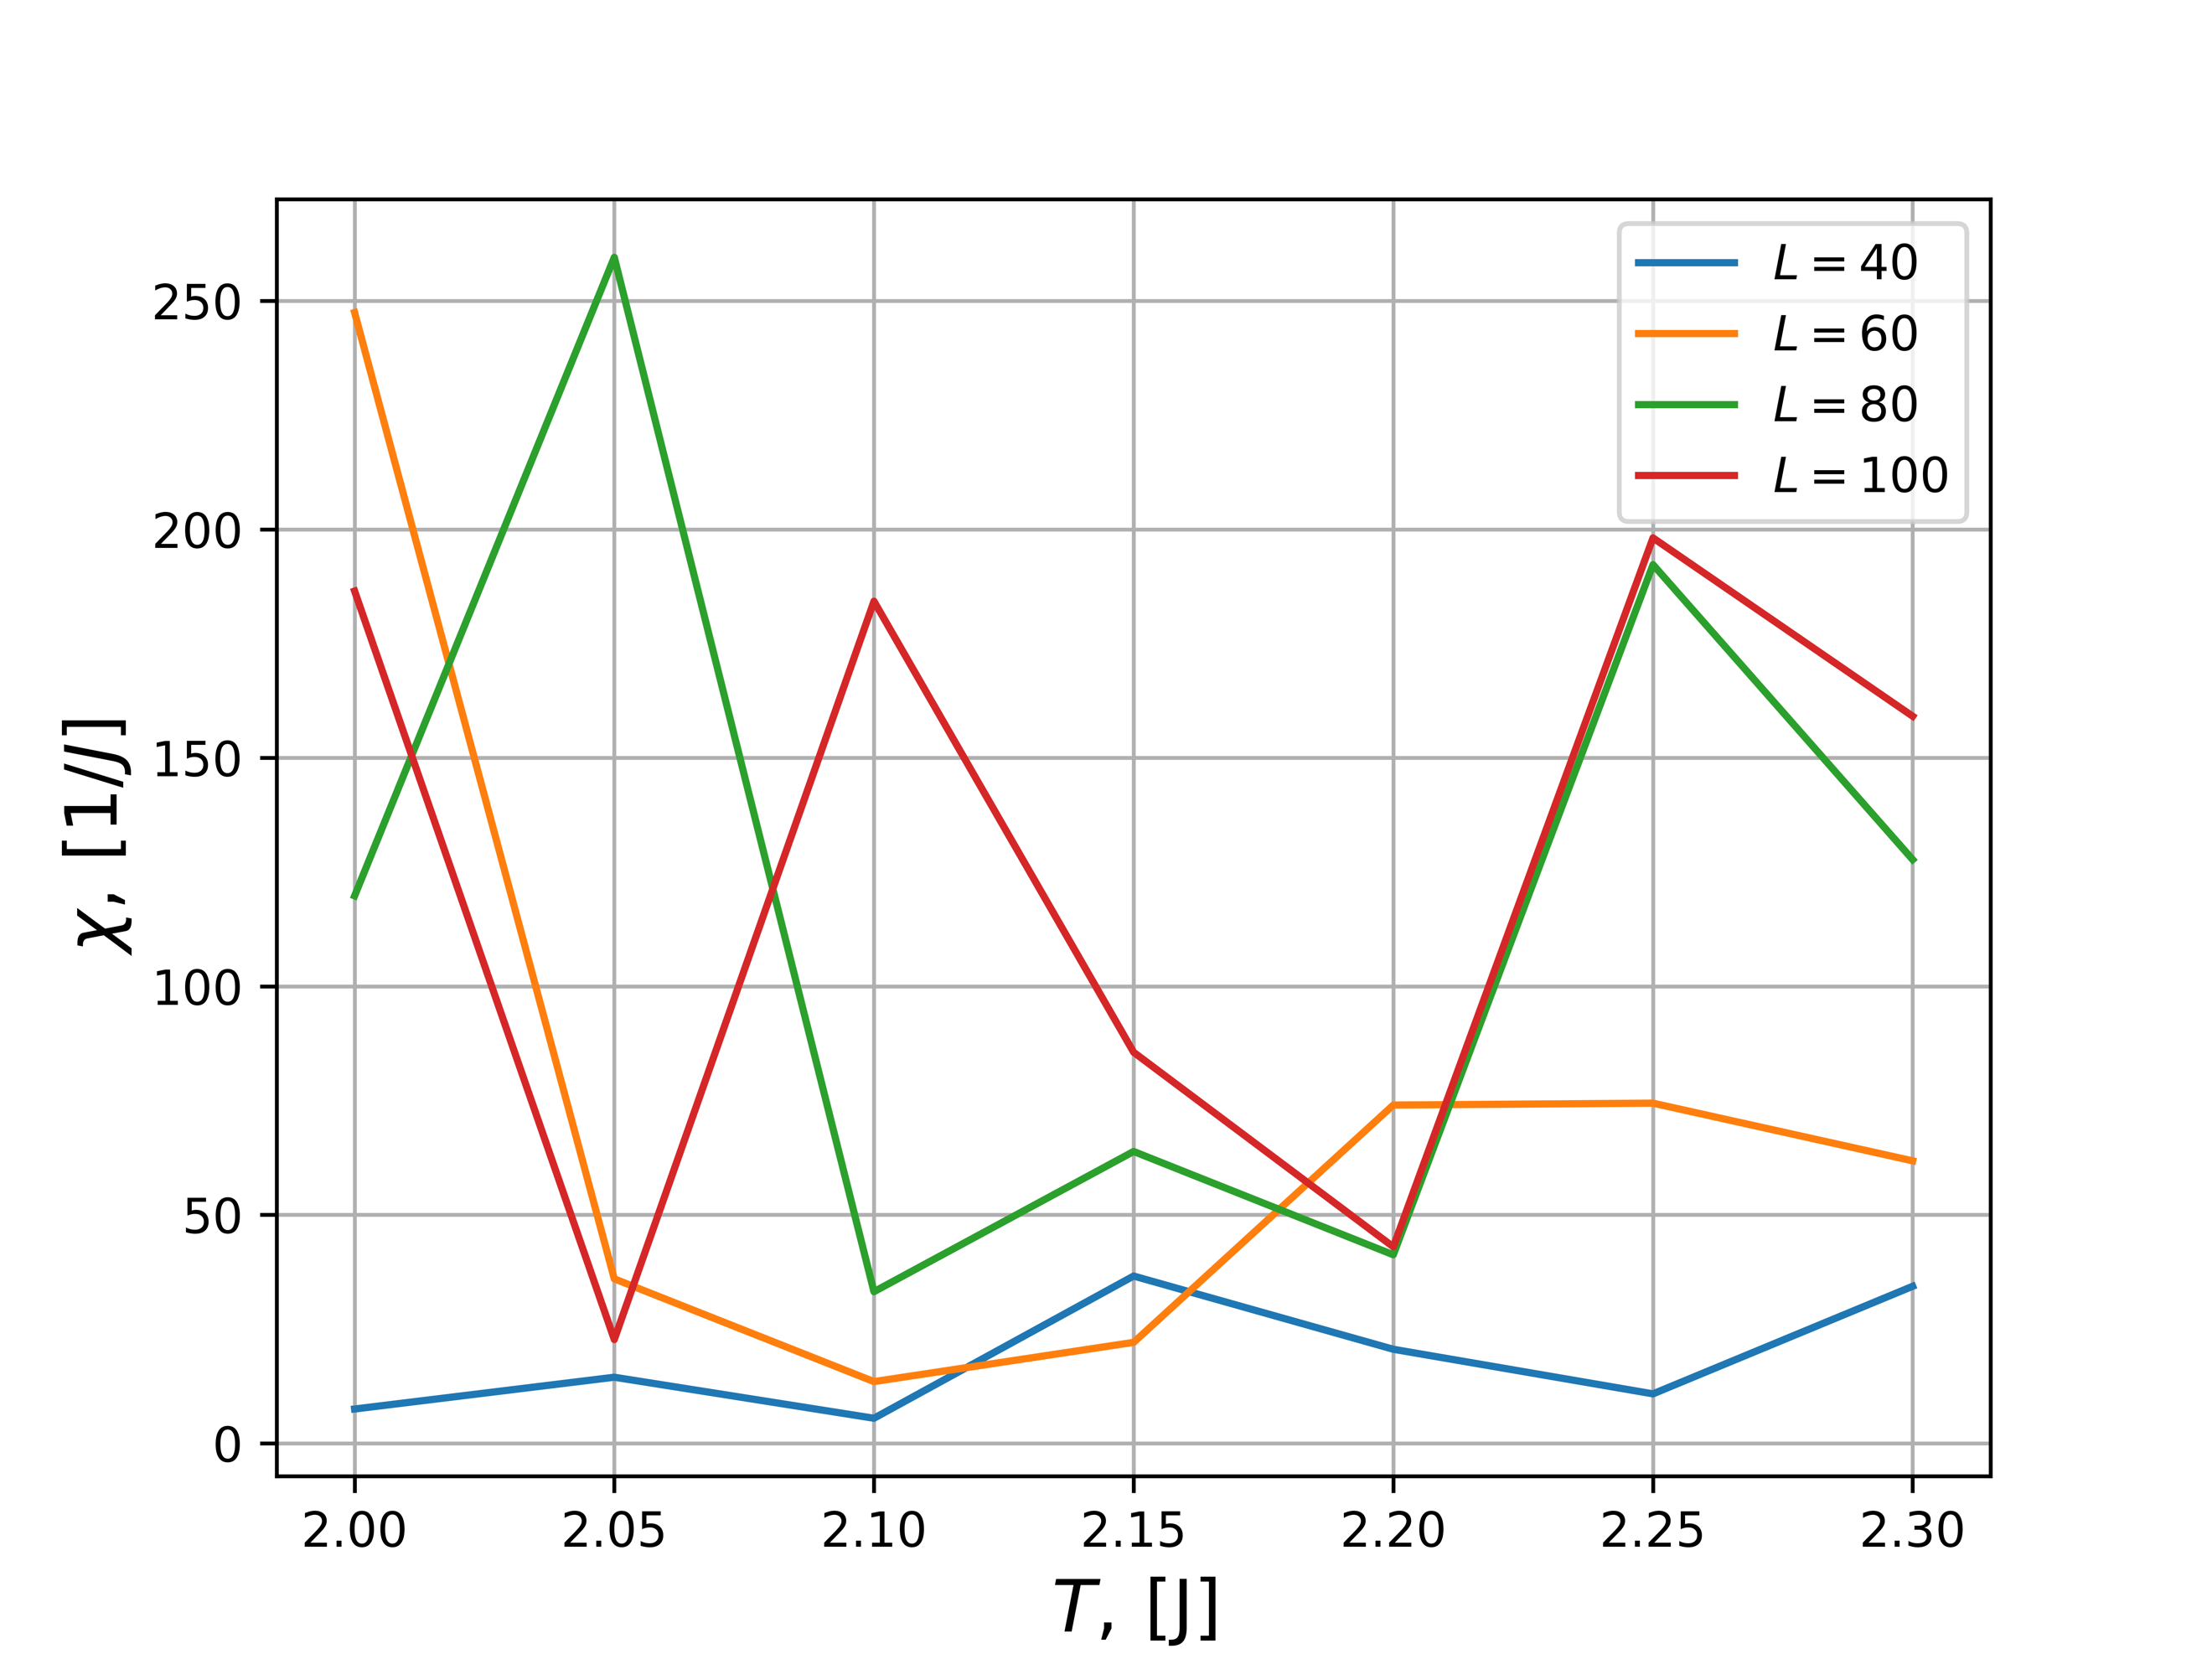 L = 40
L = 60
L = 80
L = 100
250
200
150
100
50
0
χ, [1/J]
2.00 2.05 2.10 2.15 2.20 2.25 2.30
T, [J]